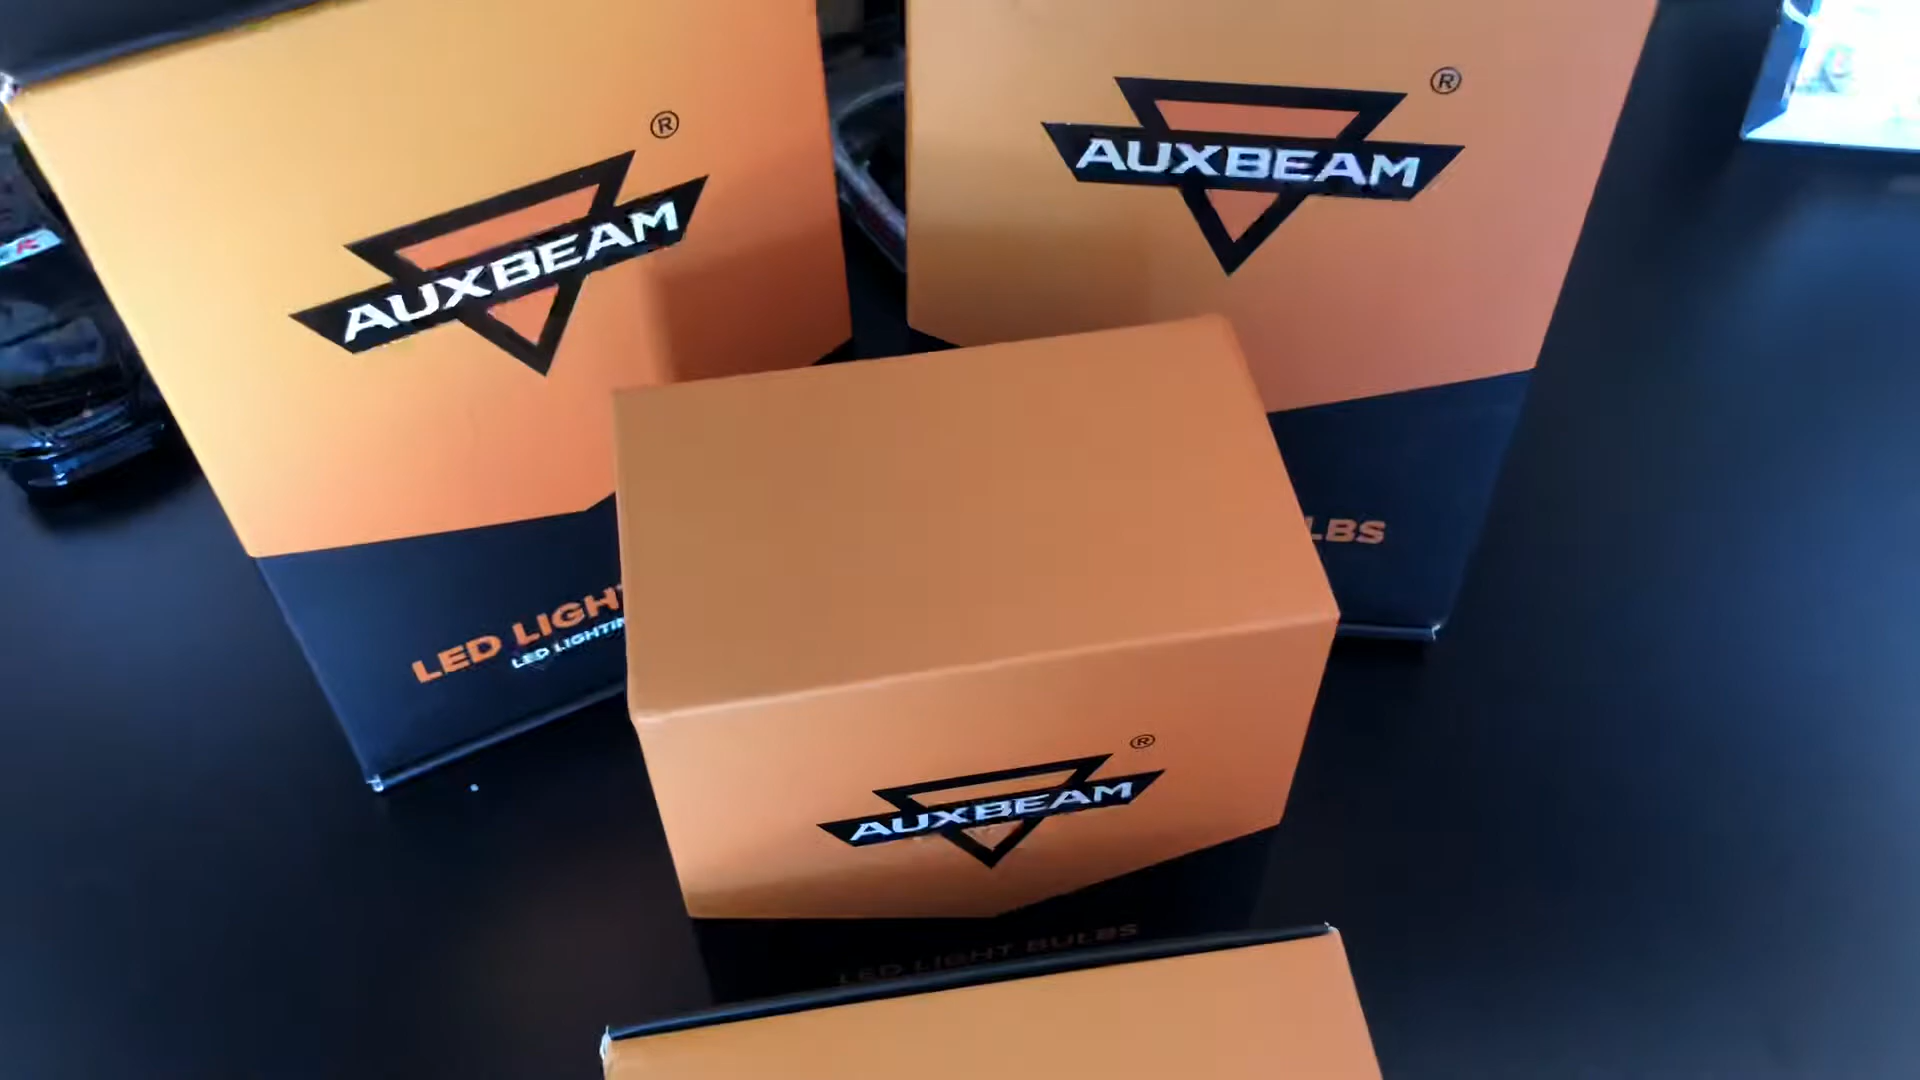 ®
AUXBEAM
LED LIGHT
LED LIGHTIN
®
AUXBEAM
LBS
®
AUXBEAM
LED LIGHT BULBS
R